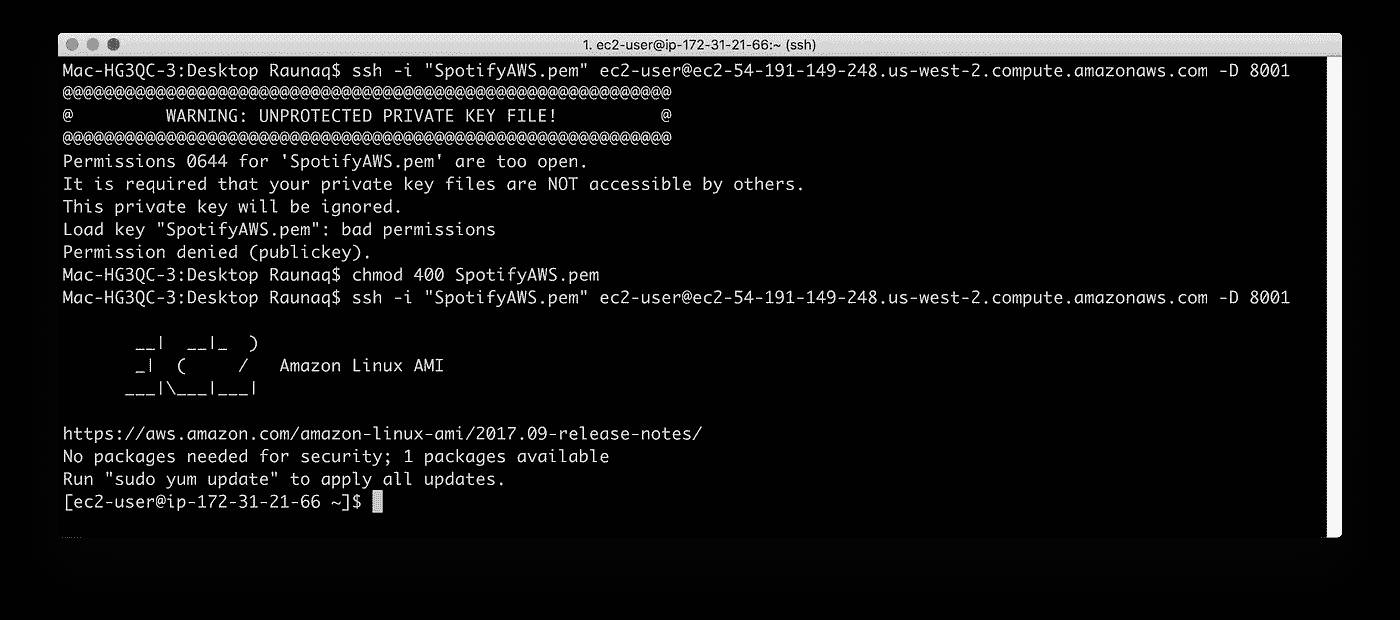 1. ec2-user@ip-172-31-21-66:~ (ssh)
Mac-HG3QC-3:Desktop Raunaq$ ssh -i "SpotifyAWS.pem" ec2-user@ec2-54-191-149-248.us-west-2.compute.amazonaws.com -D 8001
@@@@@@@@@@@@@@@@@@@@@@@@@@@@@@@@@@@@@@@@@@@@@@@@@@@@@@@@@@@
@         WARNING: UNPROTECTED PRIVATE KEY FILE!          @
@@@@@@@@@@@@@@@@@@@@@@@@@@@@@@@@@@@@@@@@@@@@@@@@@@@@@@@@@@@
Permissions 0644 for 'SpotifyAWS.pem' are too open.
It is required that your private key files are NOT accessible by others.
This private key will be ignored.
Load key "SpotifyAWS.pem": bad permissions
Permission denied (publickey).
Mac-HG3QC-3:Desktop Raunaq$ chmod 400 SpotifyAWS.pem
Mac-HG3QC-3:Desktop Raunaq$ ssh -i "SpotifyAWS.pem" ec2-user@ec2-54-191-149-248.us-west-2.compute.amazonaws.com -D 8001
       __|  __|_  )
       _|  (     /   Amazon Linux AMI
      ___|\___|___|
https://aws.amazon.com/amazon-linux-ami/2017.09-release-notes/
No packages needed for security; 1 packages available
Run "sudo yum update" to apply all updates.
[ec2-user@ip-172-31-21-66 ~]$